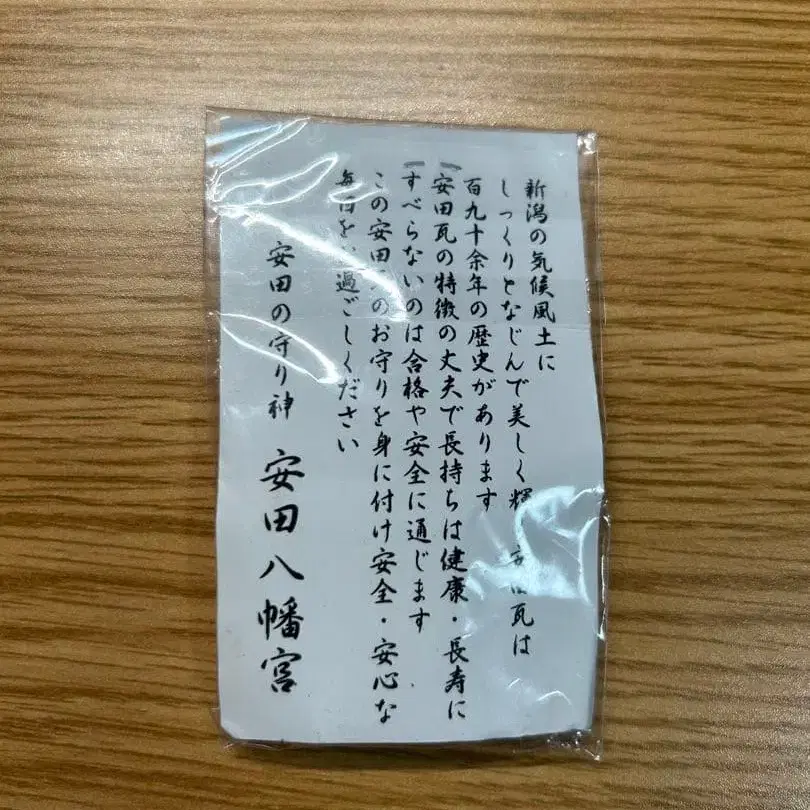 新潟の気候風土に
しっくりとなじんで美しく輝 安田瓦は
百九十余年の歴史があります
安田瓦の特徴の丈夫で長持ちは健康・長寿に
すべらないのは合格や安全に通じます
この安田 のお守りを身に付け安全・安心な
毎日を 過ごしください
安田の守り神 安田八幡宮